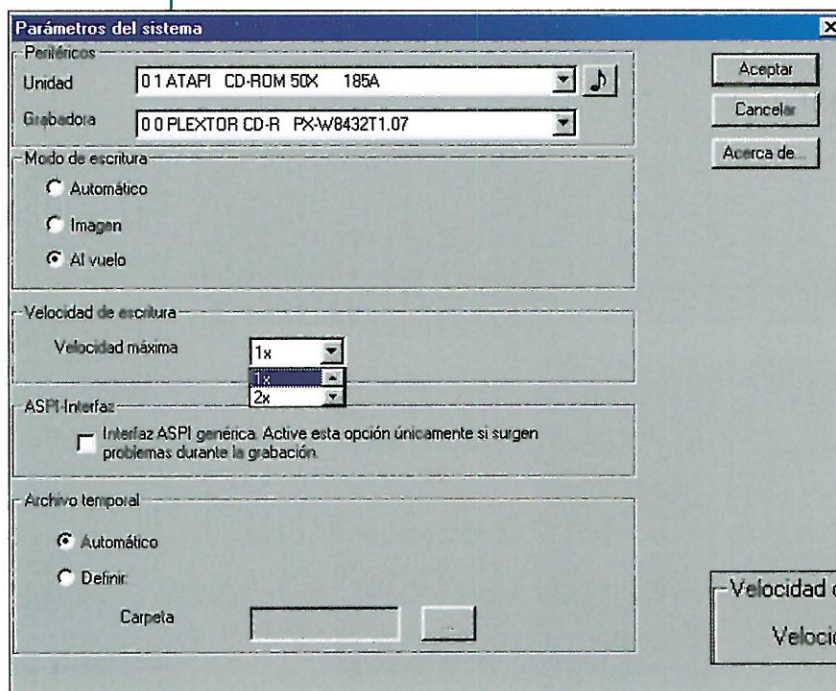 Parámetros del sistema
Periféricos
Unidad
0 1 ATAPI CD-ROM 50X 185A
Grabadora
0 0 PLEXTOR CD-R PX-W8432T1.07
Aceptar
Cancelar
Acerca de...
Modo de escritura
Automático
Imagen
Al vuelo
Velocidad de escritura
Velocidad máxima
1x
1x
2x
ASPI-Interfaz
Interfaz ASPI genérica. Active esta opción únicamente si surgen
problemas durante la grabación.
Archivo temporal
Automático
Definir:
Carpeta
...
Velocidad